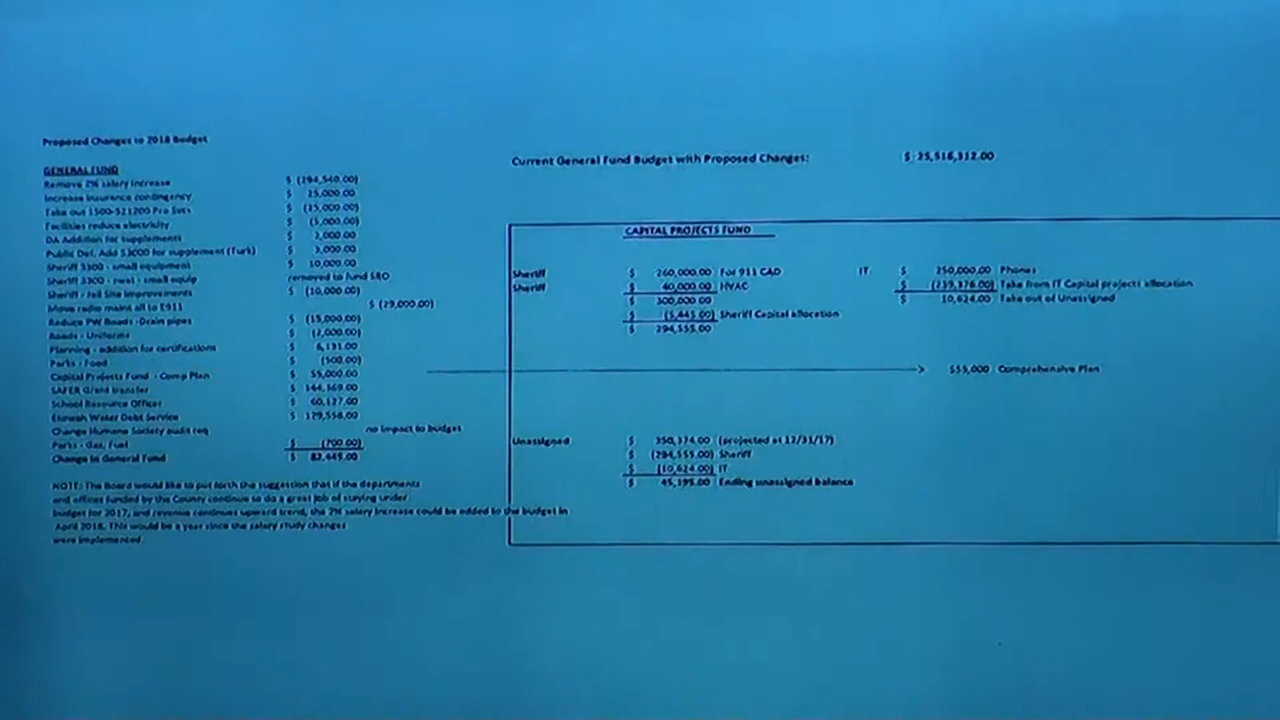 Proposed Changes to 2018 Budget
GENERAL FUND
Remove 2% salary increase $ (294,540.00)
Increase insurance contingency $ 25,000.00
Take out 1500-521200 Pro Svcs $ (25,000.00)
Facilities reduce electricity $ (5,000.00)
DA Addition for supplements $ 2,000.00
Public Def. Add 53000 for supplement (Turk) $ 3,000.00
Sheriff 3300 - small equipment $ 10,000.00
Sheriff 3300 - small equip removed to fund SRO
Sheriff - Jail Site Improvements $ (10,000.00)
Move radio maint all to E911 $ (29,000.00)
Reduce PW Roads - Drain pipes $ (15,000.00)
Roads - Uniforms $ (2,000.00)
Planning - addition for certifications $ 6,131.00
Parks - Food $ (500.00)
Capital Projects Fund - Comp Plan $ 55,000.00
SAFER Grant transfer $ 144,369.00
School Resource Officer $ 60,127.00
Etowah Water Debt Service $ 129,558.00
Change Humane Society audit req no impact to budget
Parks - Gas, Fuel $ (700.00)
Change in General Fund $ 82,445.00
NOTE: The Board would like to put forth the suggestion that if the departments
and offices funded by the County continue to do a great job of staying under
budget for 2017, and revenue continues upward trend, the 2% salary increase could be added to the budget in
April 2018. This would be a year since the salary study changes
were implemented
Current General Fund Budget with Proposed Changes: $ 25,516,312.00
CAPITAL PROJECTS FUND
Sheriff $ 260,000.00 For 911 CAD
Sheriff $ 40,000.00 HVAC
$ 300,000.00
$ (5,445.00) Sheriff Capital allocation
$ 294,555.00
IT $ 250,000.00 Phones
$ (239,376.00) Take from IT Capital projects allocation
$ 10,624.00 Take out of Unassigned
$55,000 Comprehensive Plan
Unassigned $ 350,374.00 (projected at 12/31/17)
$ (294,555.00) Sheriff
$ (10,624.00) IT
$ 45,195.00 Ending unassigned balance